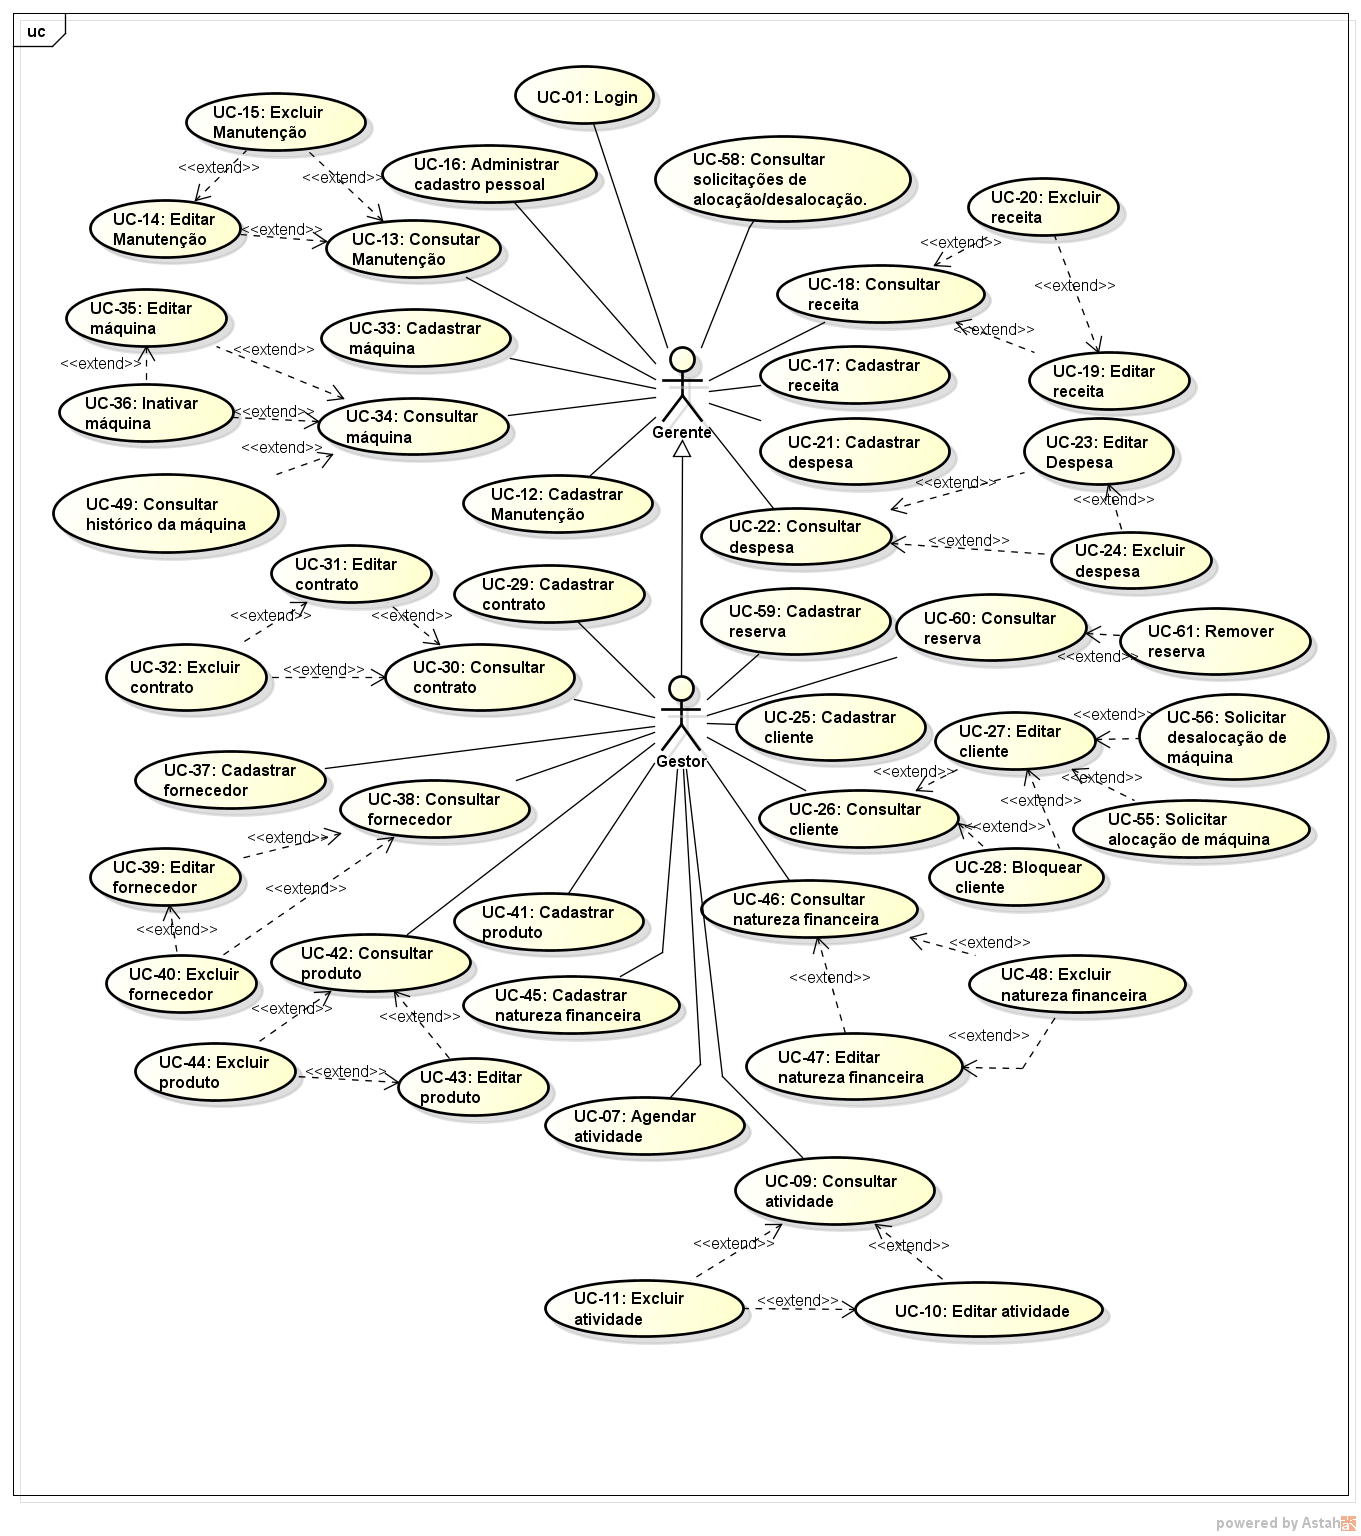 uc
UC-01: Login
UC-15: Excluir
Manutenção
<<extend>>
<<extend>>
UC-16: Administrar
cadastro pessoal
UC-58: Consultar
solicitações de
alocação/desalocação.
UC-20: Excluir
receita
UC-14: Editar
Manutenção
<<extend>>
UC-13: Consutar
Manutenção
<<extend>>
<<extend>>
UC-18: Consultar
receita
UC-35: Editar
máquina
<<extend>>
UC-33: Cadastrar
máquina
<<extend>>
<<extend>>
UC-17: Cadastrar
receita
UC-19: Editar
receita
UC-36: Inativar
máquina
<<extend>>
UC-34: Consultar
máquina
<<extend>>
Gerente
UC-21: Cadastrar
despesa
UC-23: Editar
Despesa
UC-49: Consultar
histórico da máquina
UC-12: Cadastrar
Manutenção
<<extend>>
<<extend>>
UC-22: Consultar
despesa
<<extend>>
UC-24: Excluir
despesa
UC-31: Editar
contrato
UC-29: Cadastrar
contrato
<<extend>>
<<extend>>
UC-59: Cadastrar
reserva
UC-60: Consultar
reserva
UC-61: Remover
reserva
<<extend>>
UC-32: Excluir
contrato
<<extend>>
UC-30: Consultar
contrato
UC-25: Cadastrar
cliente
UC-27: Editar
cliente
<<extend>>
UC-56: Solicitar
desalocação de
máquina
Gestor
UC-37: Cadastrar
fornecedor
<<extend>>
<<extend>>
UC-38: Consultar
fornecedor
<<extend>>
UC-26: Consultar
cliente
<<extend>>
UC-55: Solicitar
alocação de máquina
<<extend>>
UC-39: Editar
fornecedor
<<extend>>
UC-28: Bloquear
cliente
<<extend>>
UC-41: Cadastrar
produto
UC-46: Consultar
natureza financeira
<<extend>>
UC-40: Excluir
fornecedor
UC-42: Consultar
produto
<<extend>>
UC-48: Excluir
natureza financeira
<<extend>>
<<extend>>
UC-45: Cadastrar
natureza financeira
<<extend>>
UC-44: Excluir
produto
<<extend>>
UC-43: Editar
produto
UC-47: Editar
natureza financeira
UC-07: Agendar
atividade
UC-09: Consultar
atividade
<<extend>>
<<extend>>
UC-11: Excluir
atividade
<<extend>>
UC-10: Editar atividade
powered by Astah